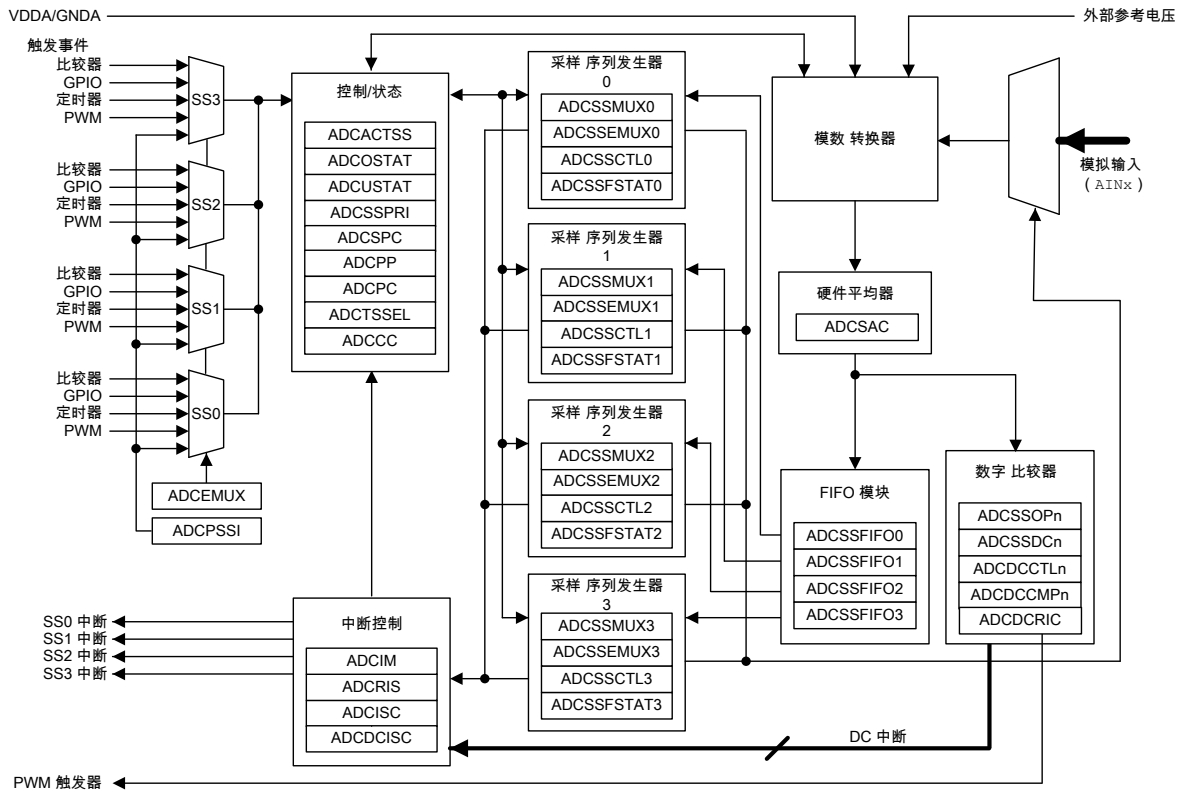 VDDA/GNDA
外部参考电压
触发事件
比较器
GPIO
定时器
PWM
SS3
比较器
GPIO
定时器
PWM
SS2
比较器
GPIO
定时器
PWM
SS1
比较器
GPIO
定时器
PWM
SS0
ADCEMUX
ADCPSSI
控制/状态
ADCACTSS
ADCOSTAT
ADCUSTAT
ADCSSPRI
ADCSPC
ADCPP
ADCPC
ADCTSSEL
ADCCC
采样 序列发生器
0
ADCSSMUX0
ADCSSEMUX0
ADCSSCTL0
ADCSSFSTAT0
采样 序列发生器
1
ADCSSMUX1
ADCSSEMUX1
ADCSSCTL1
ADCSSFSTAT1
采样 序列发生器
2
ADCSSMUX2
ADCSSEMUX2
ADCSSCTL2
ADCSSFSTAT2
采样 序列发生器
3
ADCSSMUX3
ADCSSEMUX3
ADCSSCTL3
ADCSSFSTAT3
模数 转换器
模拟输入
( AINx )
硬件平均器
ADCSAC
FIFO 模块
ADCSSFIFO0
ADCSSFIFO1
ADCSSFIFO2
ADCSSFIFO3
数字 比较器
ADCSSOPn
ADCSSDCn
ADCDCCTLn
ADCDCCMPn
ADCDCRIC
中断控制
ADCIM
ADCRIS
ADCISC
ADCDCISC
SS0 中断
SS1 中断
SS2 中断
SS3 中断
DC 中断
PWM 触发器